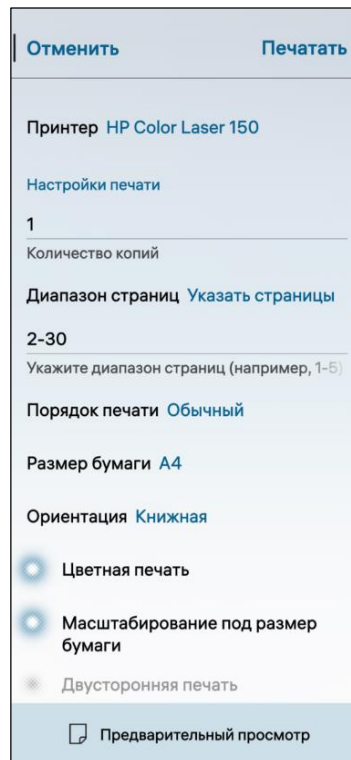 Отменить Печатать
Принтер HP Color Laser 150
Настройки печати
1
Количество копий
Диапазон страниц Указать страницы
2-30
Укажите диапазон страниц (например, 1-5)
Порядок печати Обычный
Размер бумаги A4
Ориентация Книжная
Цветная печать
Масштабирование под размер
бумаги
Двусторонняя печать
Предварительный просмотр